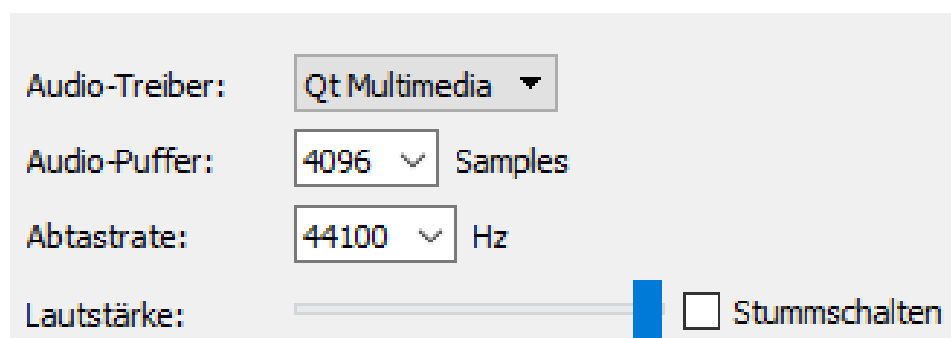 Audio-Treiber: Qt Multimedia
Audio-Puffer: 4096 Samples
Abtastrate: 44100 Hz
Lautstärke: Stummschalten